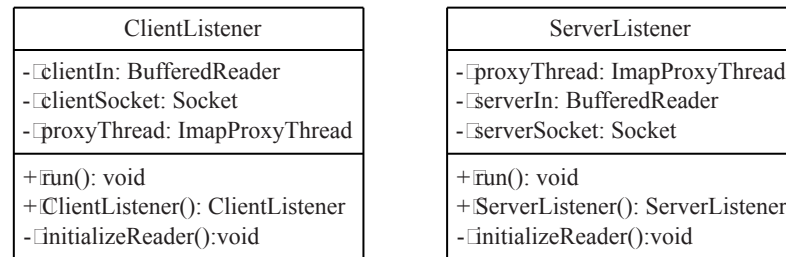 ClientListener
- clientIn: BufferedReader
- clientSocket: Socket
- proxyThread: ImapProxyThread
+ run(): void
+ ClientListener(): ClientListener
- initializeReader():void
ServerListener
- proxyThread: ImapProxyThread
- serverIn: BufferedReader
- serverSocket: Socket
+ run(): void
+ ServerListener(): ServerListener
- initializeReader():void